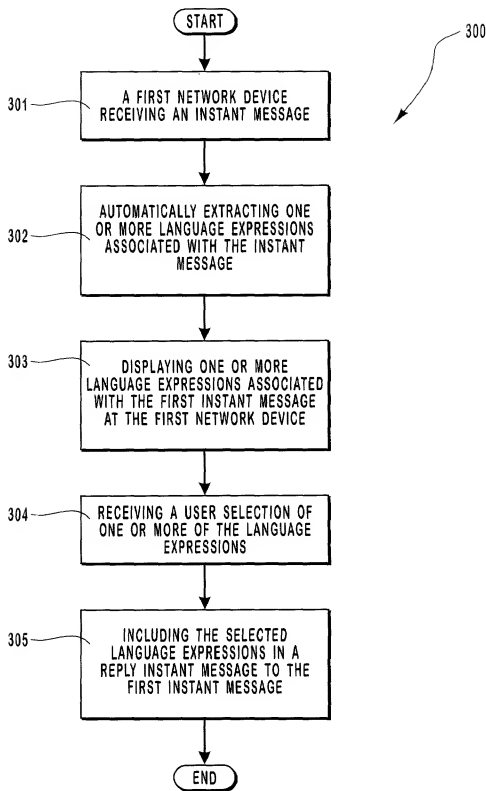 START
300
301
A FIRST NETWORK DEVICE
RECEIVING AN INSTANT MESSAGE
302
AUTOMATICALLY EXTRACTING ONE
OR MORE LANGUAGE EXPRESSIONS
ASSOCIATED WITH THE INSTANT
MESSAGE
303
DISPLAYING ONE OR MORE
LANGUAGE EXPRESSIONS ASSOCIATED
WITH THE FIRST INSTANT MESSAGE
AT THE FIRST NETWORK DEVICE
304
RECEIVING A USER SELECTION OF
ONE OR MORE OF THE LANGUAGE
EXPRESSIONS
305
INCLUDING THE SELECTED
LANGUAGE EXPRESSIONS IN A
REPLY INSTANT MESSAGE TO THE
FIRST INSTANT MESSAGE
END